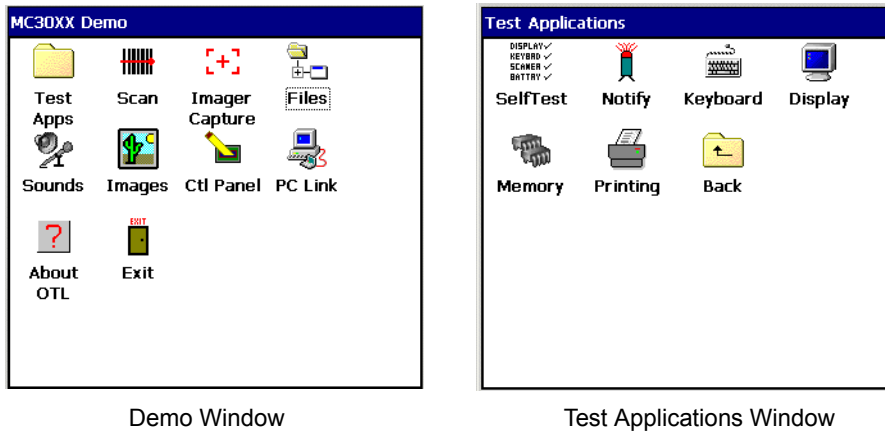 MC30XX Demo
Test Apps
Scan
Imager Capture
Files
Sounds
Images
Ctl Panel
PC Link
About OTL
EXIT
Exit
Demo Window
Test Applications
DISPLAY✓
KEYBRD✓
SCANER✓
BATTRY✓
SelfTest
Notify
Keyboard
Display
Memory
Printing
Back
Test Applications Window